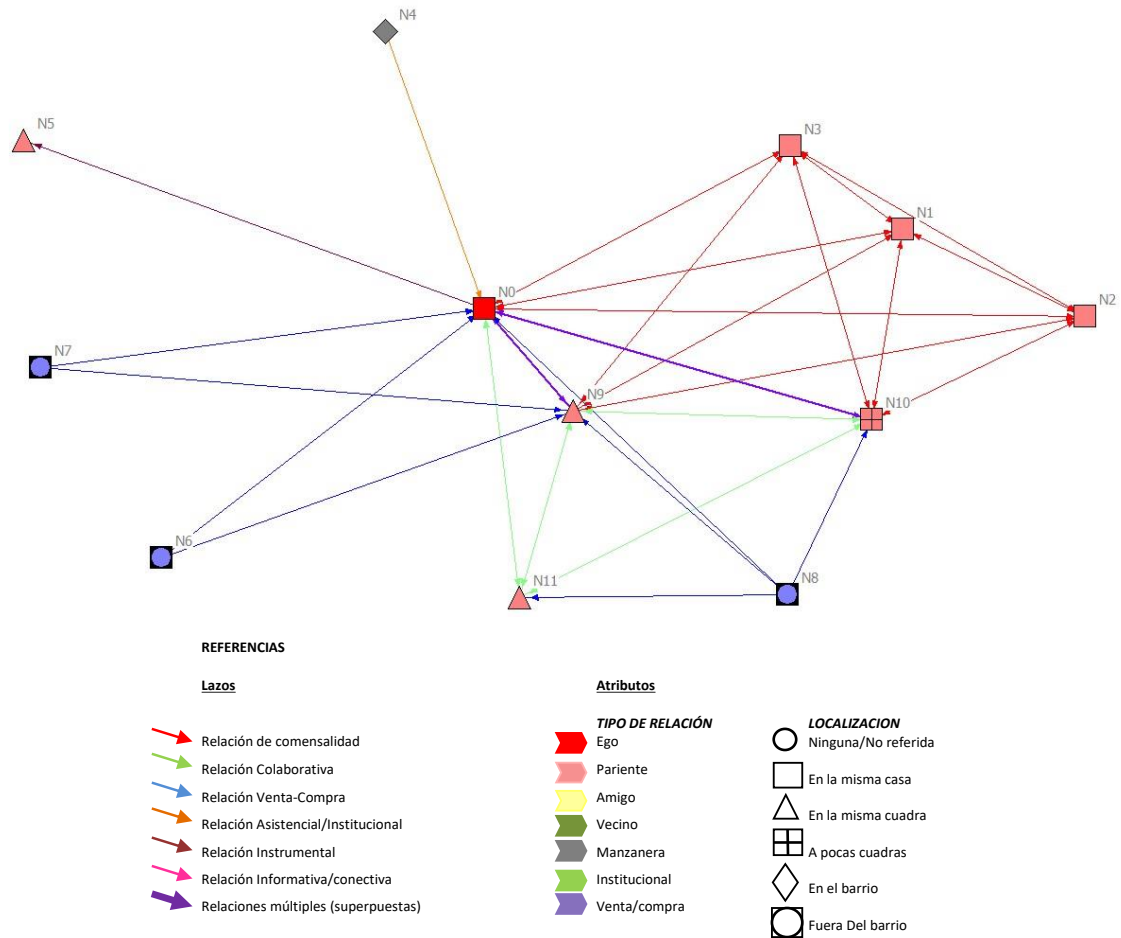 N4
N5
N3
N1
N0
N2
N7
N9
N10
N6
N11
N8
REFERENCIAS
Lazos
Relación de comensalidad
Relación Colaborativa
Relación Venta-Compra
Relación Asistencial/Institucional
Relación Instrumental
Relación Informativa/conectiva
Relaciones múltiples (superpuestas)
Atributos
TIPO DE RELACIÓN
Ego
Pariente
Amigo
Vecino
Manzanera
Institucional
Venta/compra
LOCALIZACION
Ninguna/No referida
En la misma casa
En la misma cuadra
A pocas cuadras
En el barrio
Fuera Del barrio